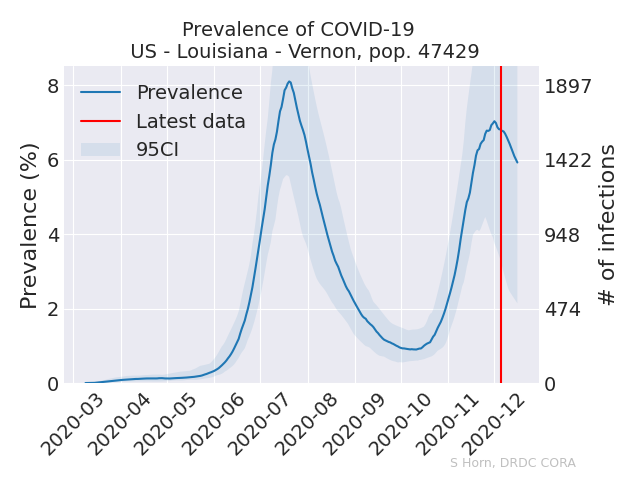 Prevalence of COVID-19
US - Louisiana - Vernon, pop. 47429
Prevalence
Latest data
95CI
Prevalence (%)
8
6
4
2
0
# of infections
1897
1422
948
474
0
2020-03
2020-04
2020-05
2020-06
2020-07
2020-08
2020-09
2020-10
2020-11
2020-12
S Horn, DRDC CORA